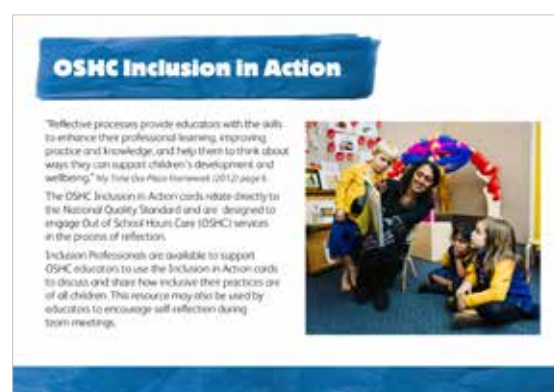 OSHC Inclusion in Action
"Reflective processes provide educators with the skills
to enhance their professional learning, improving
practice and knowledge, and help them to think about
ways they can support children's development and
wellbeing." My Time Our Place Framework (2012) page 6.
The OSHC Inclusion in Action cards relate directly to
the National Quality Standard and are designed to
engage Out of School Hours Care (OSHC) services
in the process of reflection.
Inclusion Professionals are available to support
OSHC educators to use the Inclusion in Action cards
to discuss and share how inclusive their practices are
of all children. This resource may also be used by
educators to encourage self-reflection during
team meetings.